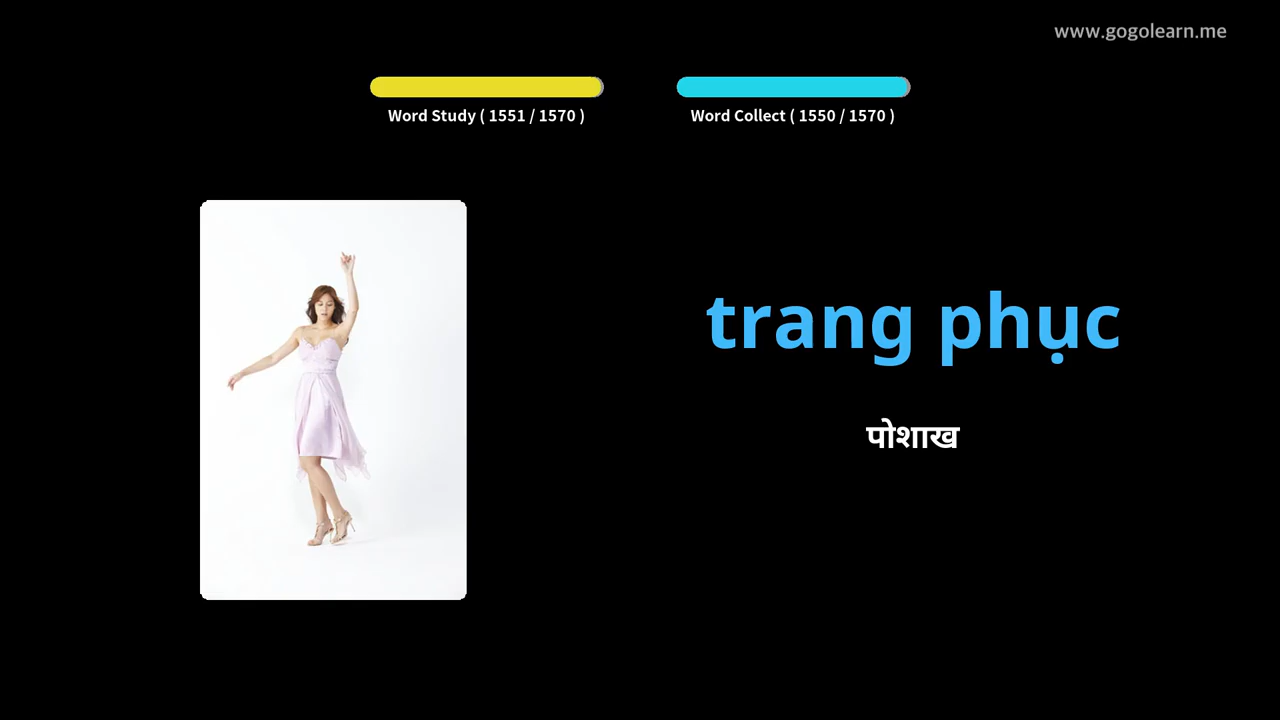 www.gogolearn.me
Word Study ( 1551 / 1570 )
Word Collect ( 1550 / 1570 )
trang phục
पोशाख